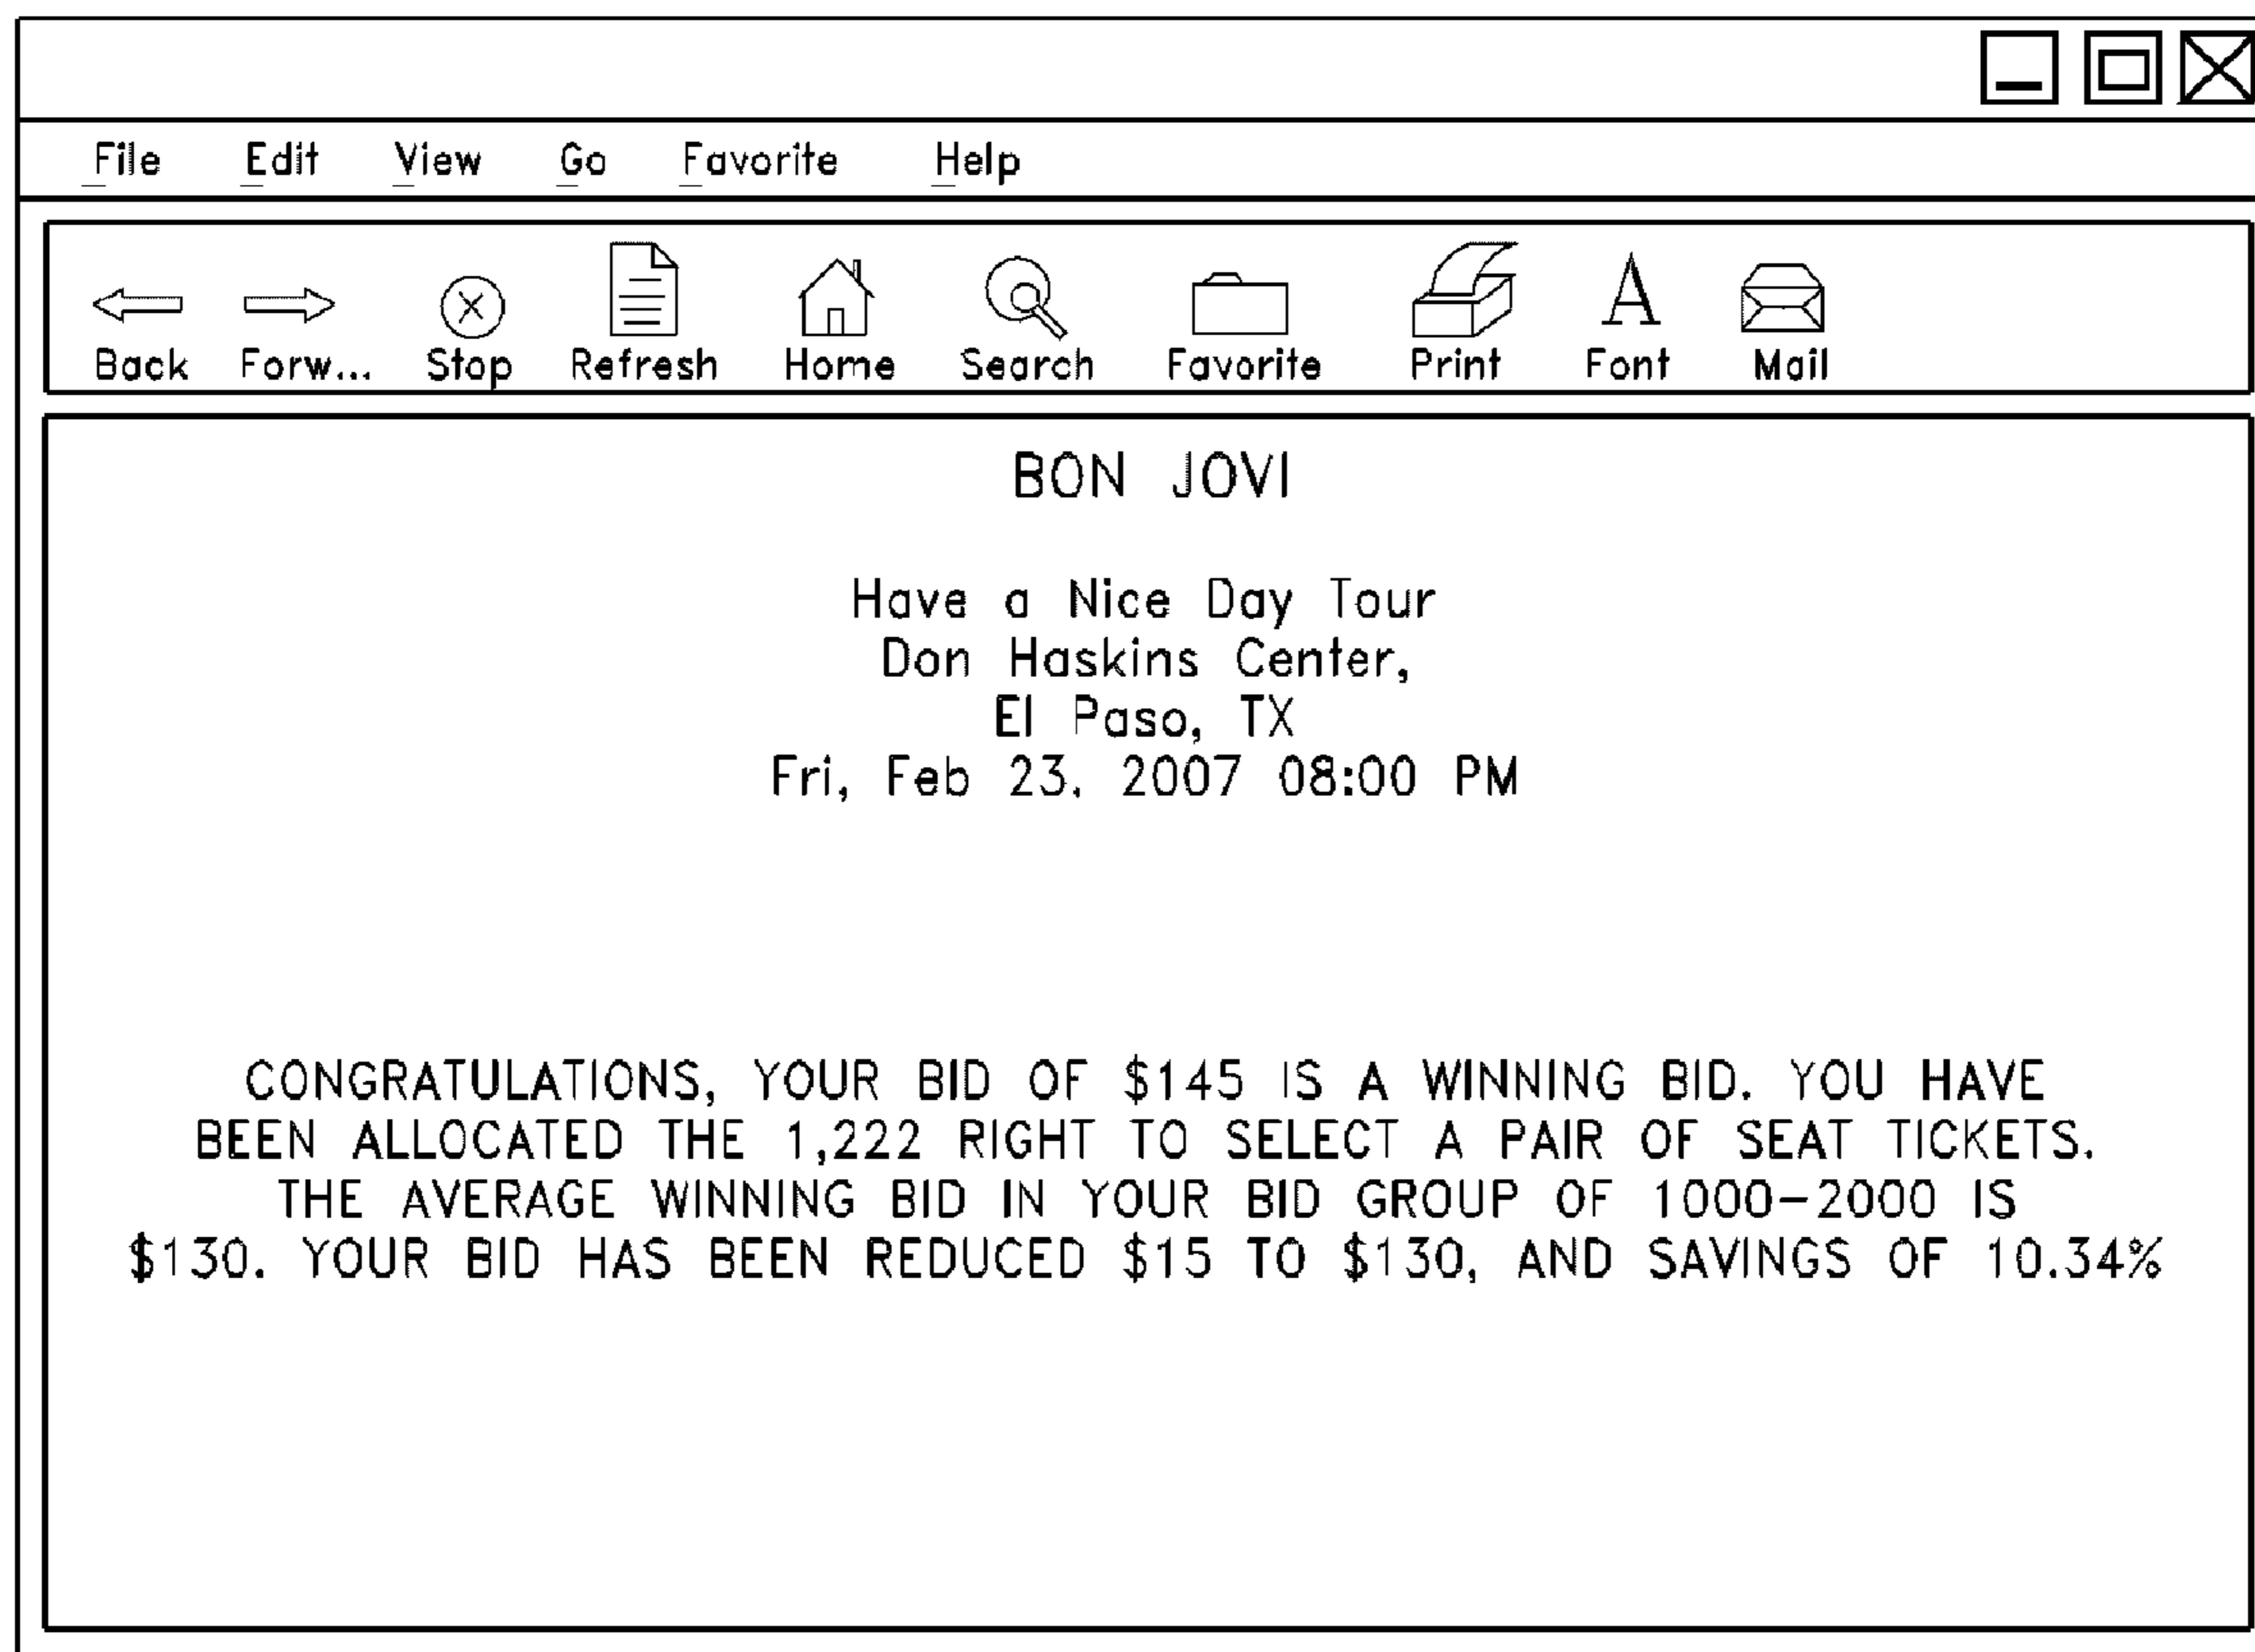 File Edit View Go Favorite Help
Back Forw... Stop Refresh Home Search Favorite Print Font Mail
BON JOVI
Have a Nice Day Tour
Don Haskins Center,
El Paso, TX
Fri, Feb 23, 2007 08:00 PM
CONGRATULATIONS, YOUR BID OF $145 IS A WINNING BID. YOU HAVE
BEEN ALLOCATED THE 1,222 RIGHT TO SELECT A PAIR OF SEAT TICKETS.
THE AVERAGE WINNING BID IN YOUR BID GROUP OF 1000-2000 IS
$130. YOUR BID HAS BEEN REDUCED $15 TO $130, AND SAVINGS OF 10.34%